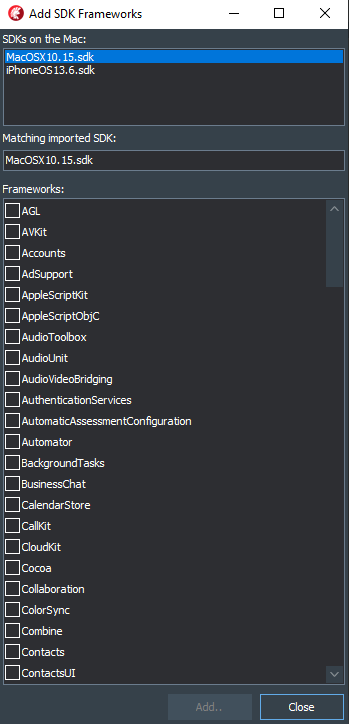 Add SDK Frameworks
SDKs on the Mac:
MacOSX10.15.sdk
iPhoneOS13.6.sdk
Matching imported SDK:
MacOSX10.15.sdk
Frameworks:
AGL
AVKit
Accounts
AdSupport
AppleScriptKit
AppleScriptObjC
AudioToolbox
AudioUnit
AudioVideoBridging
AuthenticationServices
AutomaticAssessmentConfiguration
Automator
BackgroundTasks
BusinessChat
CalendarStore
CallKit
CloudKit
Cocoa
Collaboration
ColorSync
Combine
Contacts
ContactsUI
Add.. Close